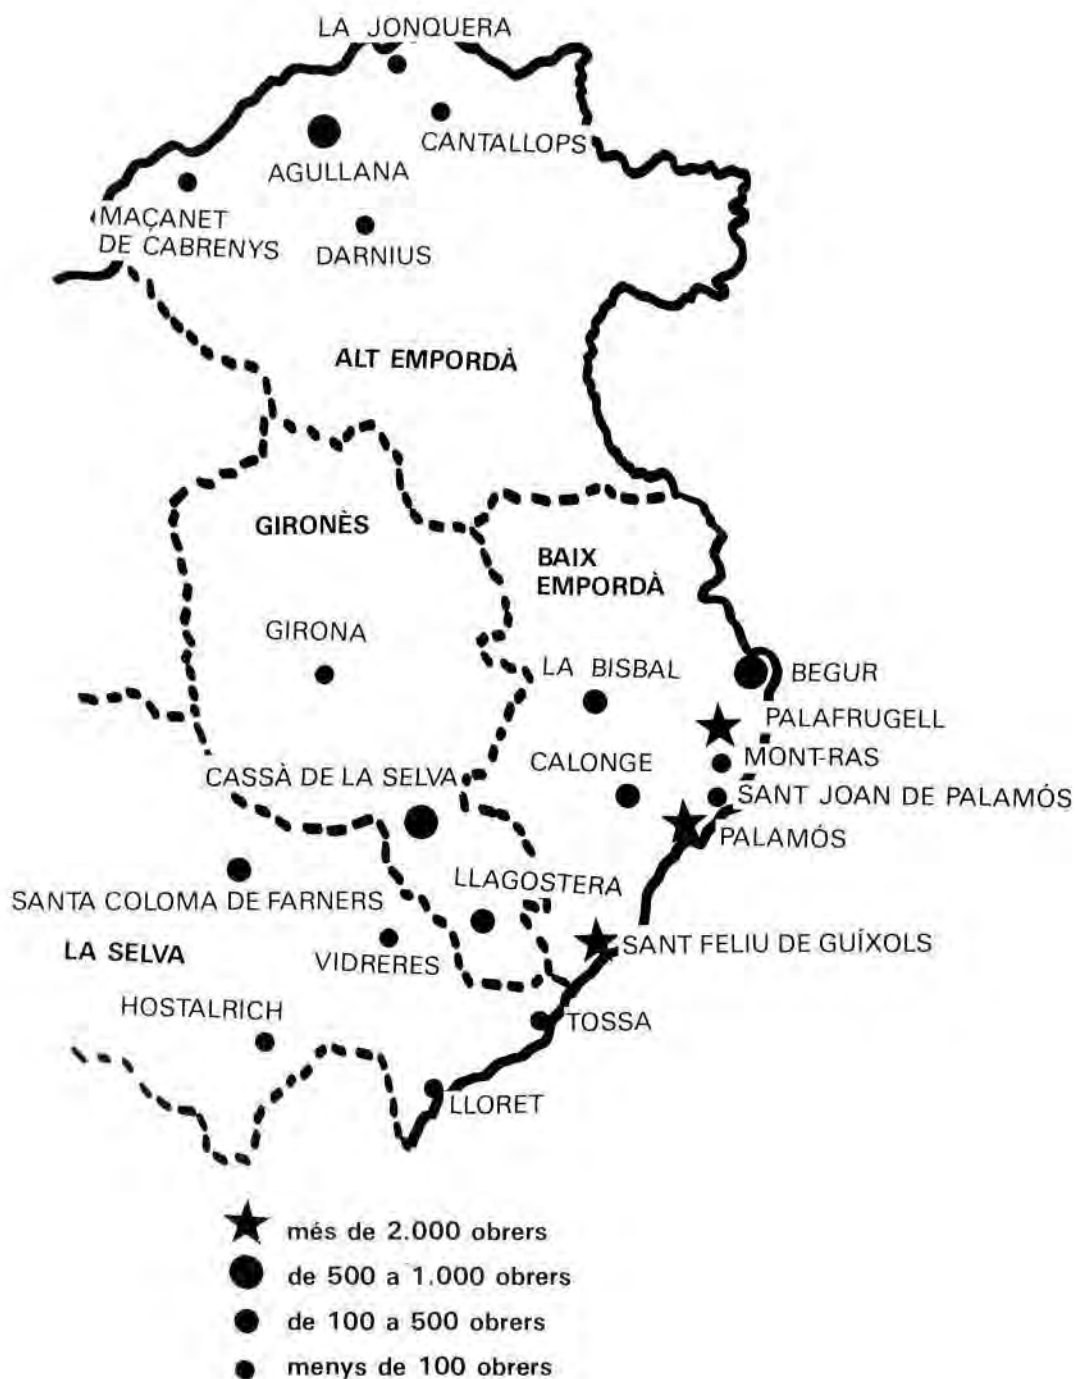 LA JONQUERA
CANTALLOPS
AGULLANA
MAÇANET
DE CABRENYS
DARNIUS
ALT EMPORDÀ
GIRONÈS
BAIX
EMPORDÀ
GIRONA
LA BISBAL
BEGUR
PALAFRUGELL
MONT-RAS
CALONGE
CASSÀ DE LA SELVA
SANT JOAN DE PALAMÓS
PALAMÓS
LLAGOSTERA
SANTA COLOMA DE FARNERS
SANT FELIU DE GUÍXOLS
LA SELVA
VIDRERES
HOSTALRICH
TOSSA
LLORET
més de 2.000 obrers
de 500 a 1.000 obrers
de 100 a 500 obrers
menys de 100 obrers